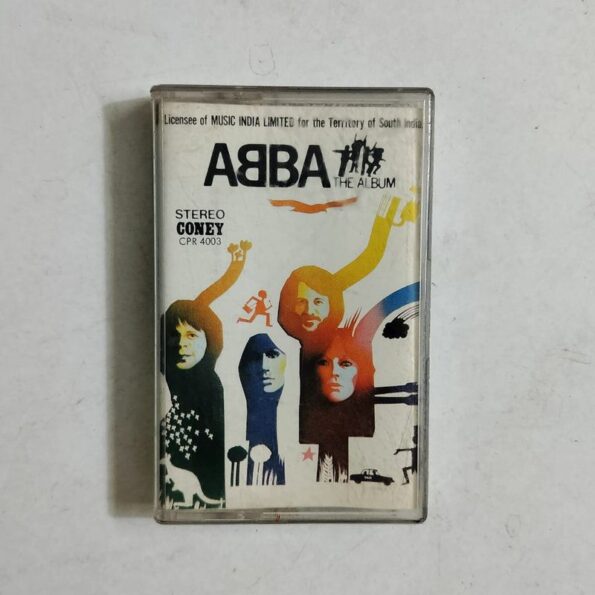 Licensee of MUSIC INDIA LIMITED for the Territory of South India
ABBA
THE ALBUM
STEREO
CONEY
CPR 4003